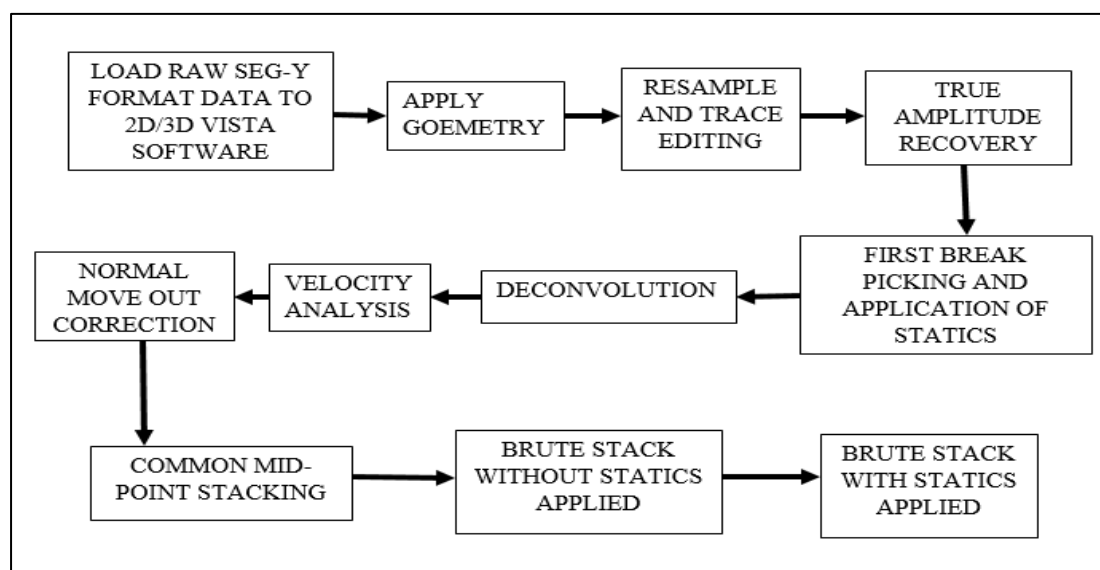 LOAD RAW SEG-Y
FORMAT DATA TO
2D/3D VISTA
SOFTWARE
APPLY
GOEMETRY
RESAMPLE
AND TRACE
EDITING
TRUE
AMPLITUDE
RECOVERY
FIRST BREAK
PICKING AND
APPLICATION OF
STATICS
DECONVOLUTION
VELOCITY
ANALYSIS
NORMAL
MOVE OUT
CORRECTION
COMMON MID-
POINT STACKING
BRUTE STACK
WITHOUT STATICS
APPLIED
BRUTE STACK
WITH STATICS
APPLIED